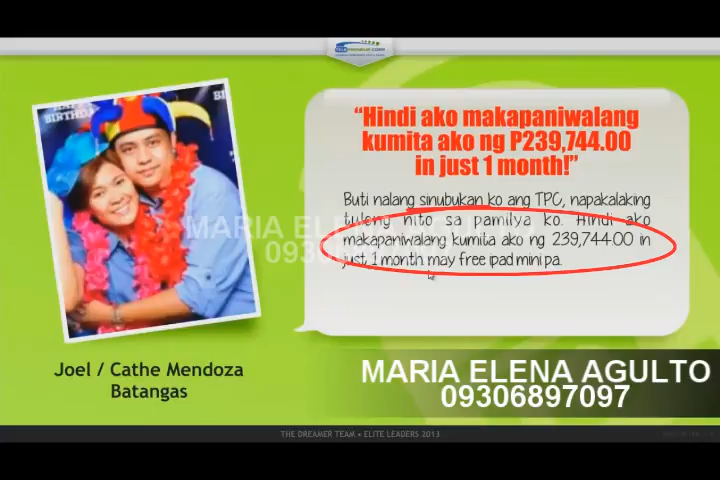 “Hindi ako makapaniwalang
kumita ako ng P239,744.00
in just 1 month!”
Buti nalang sinubukan ko ang TPC, napakalaking
tulong nito sa pamilya ko. Hindi ako
makapaniwalang kumita ako ng 239,744.00 in
just 1 month may free ipad mini pa.
MARIA ELENA AGULTO
09306897097
BIRTHDAY
Joel / Cathe Mendoza
Batangas
MARIA ELENA AGULTO
09306897097
THE DREAMER TEAM • ELITE LEADERS 2013